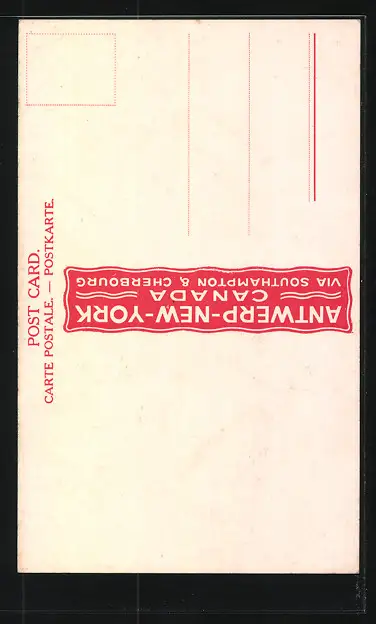 POST CARD.
CARTE POSTALE. — POSTKARTE.
ANTWERP-NEW-YORK
CANADA
VIA SOUTHAMPTON & CHERBOURG